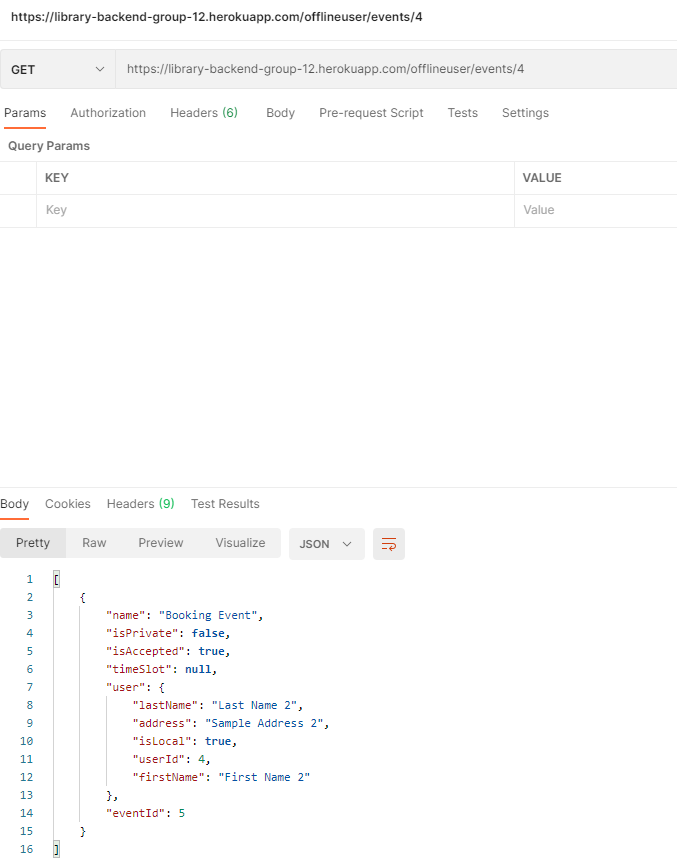 https://library-backend-group-12.herokuapp.com/offlineuser/events/4
GET https://library-backend-group-12.herokuapp.com/offlineuser/events/4
Params Authorization Headers (6) Body Pre-request Script Tests Settings
Query Params
KEY VALUE
Key Value
Body Cookies Headers (9) Test Results
Pretty Raw Preview Visualize JSON
1 [
2 {
3 "name": "Booking Event",
4 "isPrivate": false,
5 "isAccepted": true,
6 "timeSlot": null,
7 "user": {
8 "lastName": "Last Name 2",
9 "address": "Sample Address 2",
10 "isLocal": true,
11 "userId": 4,
12 "firstName": "First Name 2"
13 },
14 "eventId": 5
15 }
16 ]